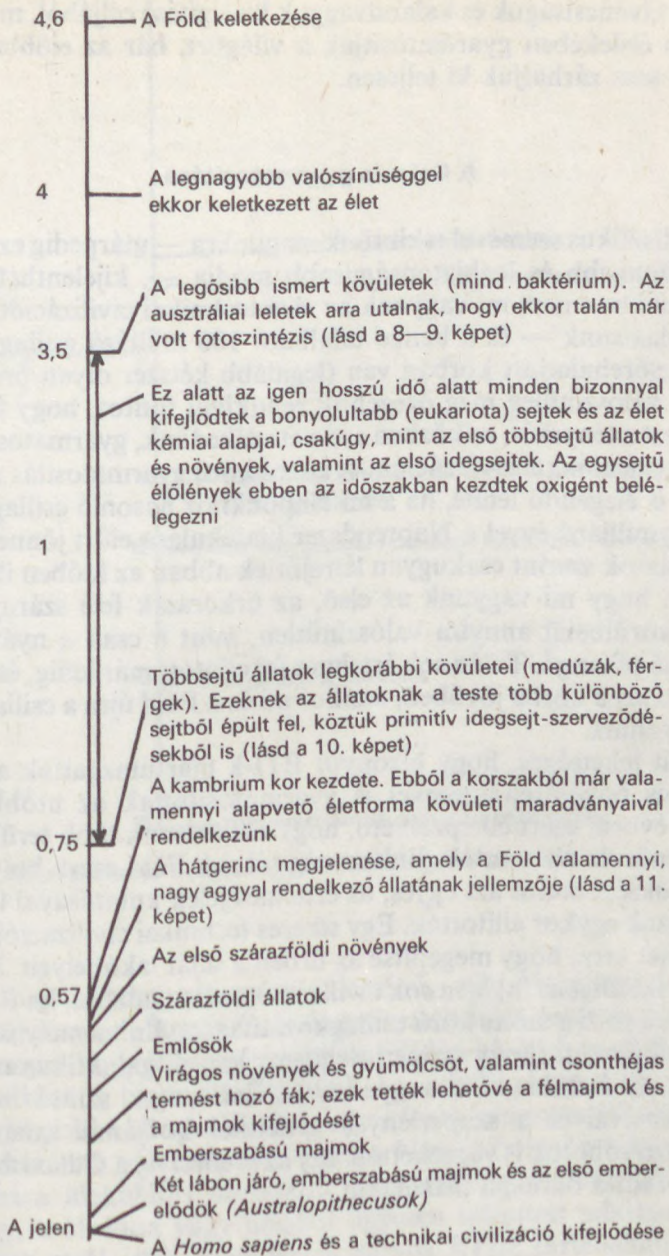 4,6
A Föld keletkezése
4
A legnagyobb valószínűséggel
ekkor keletkezett az élet
A legősibb ismert kövületek (mind baktérium). Az
ausztráliai leletek arra utalnak, hogy ekkor talán már
volt fotoszintézis (lásd a 8—9. képet)
3,5
Ez alatt az igen hosszú idő alatt minden bizonnyal
kifejlődtek a bonyolultabb (eukariota) sejtek és az élet
kémiai alapjai, csakúgy, mint az első többsejtű állatok
és növények, valamint az első idegsejtek. Az egysejtű
élőlények ebben az időszakban kezdtek oxigént belé-
legezni
1
Többsejtű állatok legkorábbi kövületei (medúzák, fér-
gek). Ezeknek az állatoknak a teste több különböző
sejtből épült fel, köztük primitív idegsejt-szerveződé-
sekből is (lásd a 10. képet)
A kambrium kor kezdete. Ebből a korszakból már vala-
mennyi alapvető életforma kövületi maradványaival
rendelkezünk
0,75
A hátgerinc megjelenése, amely a Föld valamennyi,
nagy aggyal rendelkező állatának jellemzője (lásd a 11.
képet)
Az első szárazföldi növények
0,57
Szárazföldi állatok
Emlősök
Virágos növények és gyümölcsöt, valamint csonthéjas
termést hozó fák; ezek tették lehetővé a félmajmok és
a majmok kifejlődését
Emberszabású majmok
Két lábon járó, emberszabású majmok és az első ember-
elődök (Australopithecusok)
A jelen
A Homo sapiens és a technikai civilizáció kifejlődése